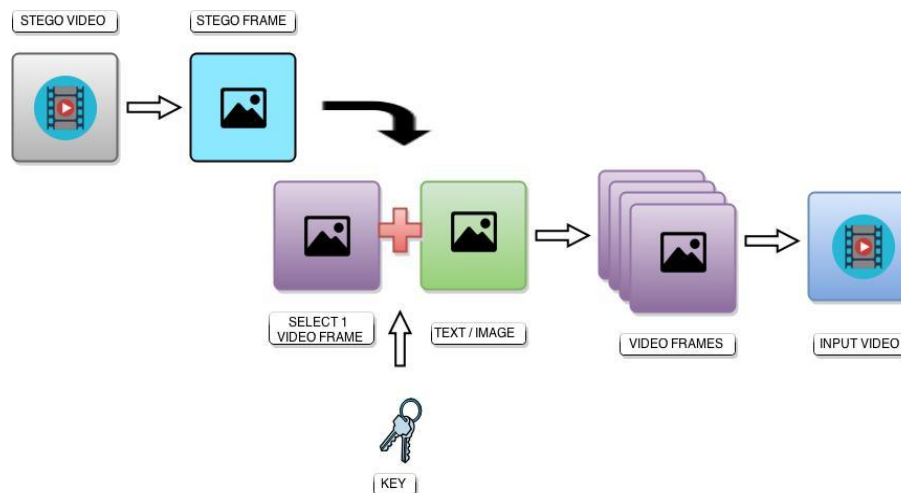 STEGO VIDEO
STEGO FRAME
SELECT 1
VIDEO FRAME
TEXT / IMAGE
VIDEO FRAMES
INPUT VIDEO
KEY